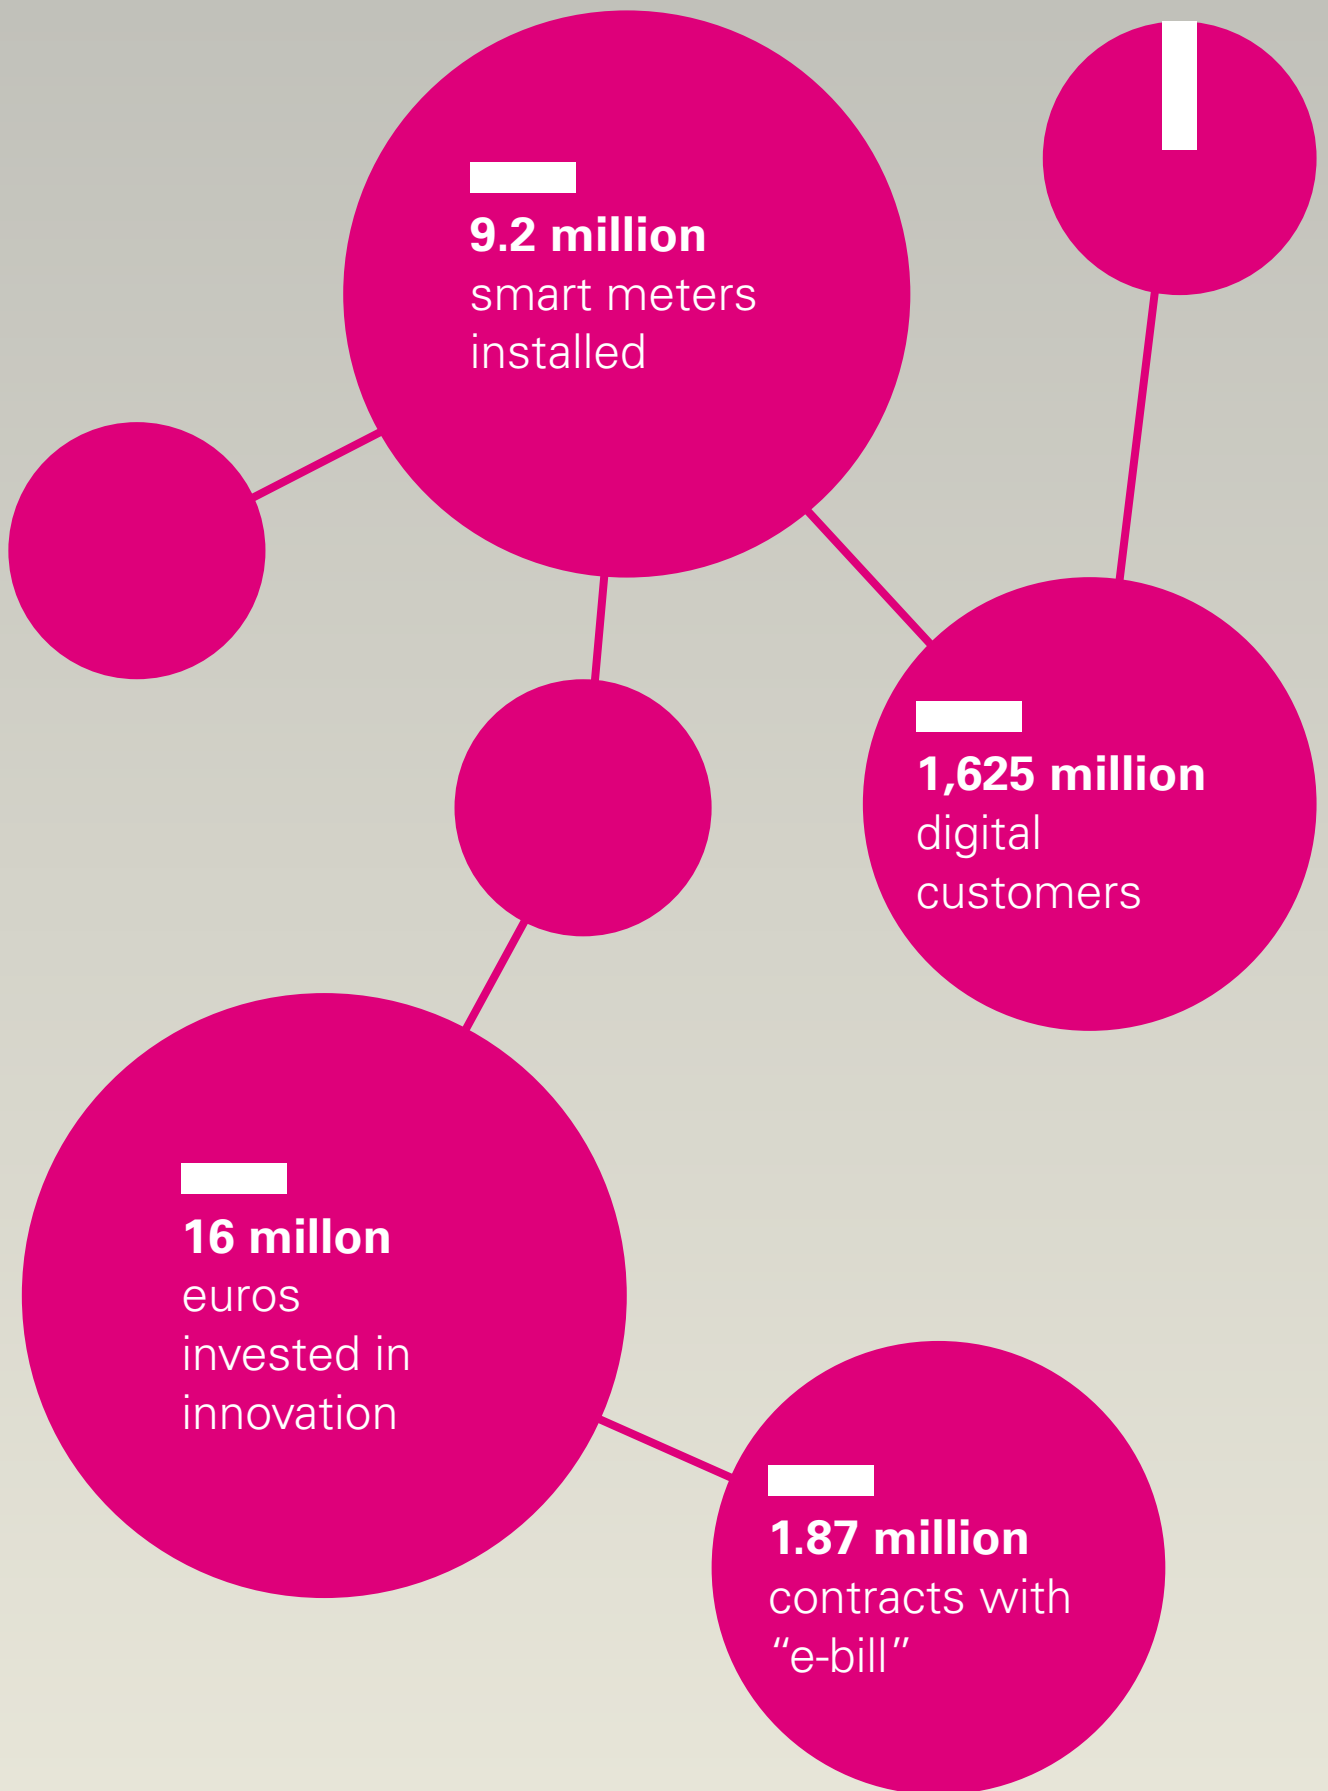 9.2 million
smart meters
installed
1,625 million
digital
customers
16 millon
euros
invested in
innovation
1.87 million
contracts with
“e-bill”